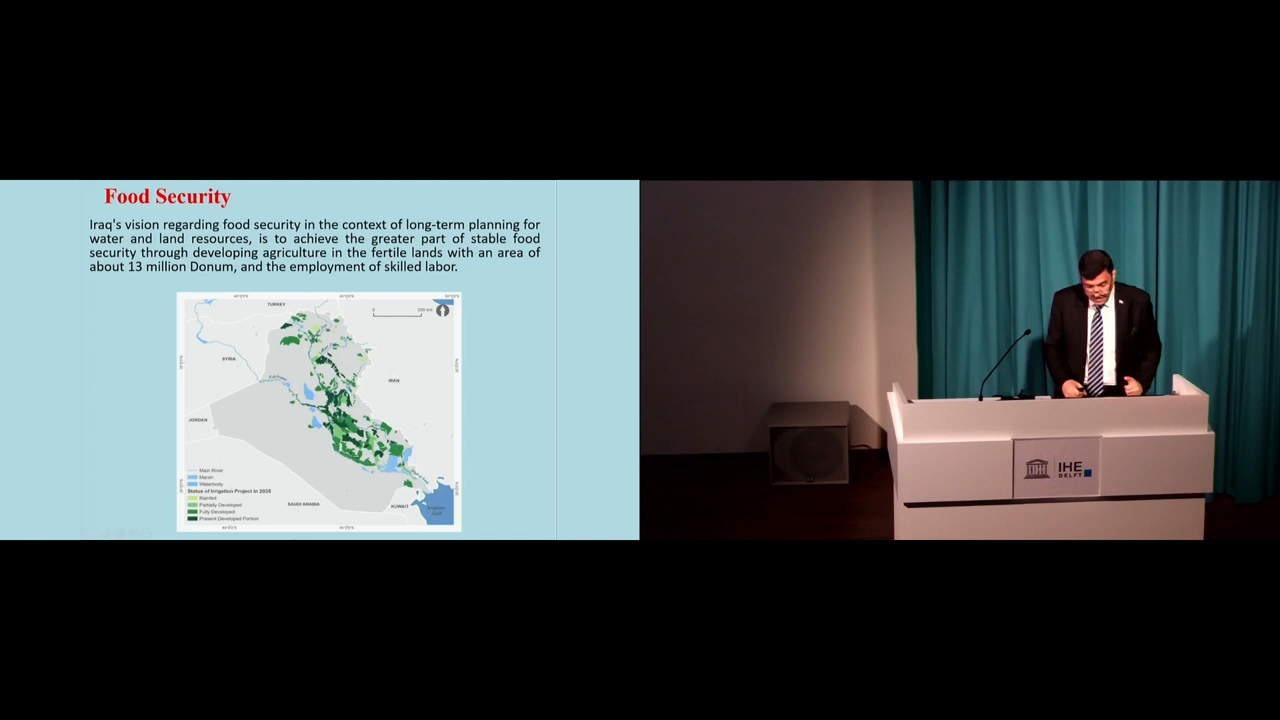 Food Security
Iraq's vision regarding food security in the context of long-term planning for
water and land resources, is to achieve the greater part of stable food
security through developing agriculture in the fertile lands with an area of
about 13 million Donum, and the employment of skilled labor.
TURKEY
SYRIA
IRAN
JORDAN
SAUDI ARABIA
KUWAIT
Main River
Marsh
Waterbody
Status of Irrigation Project in 2035
Rainfed
Partially Developed
Fully Developed
Present Developed Portion
IHE
DELFT